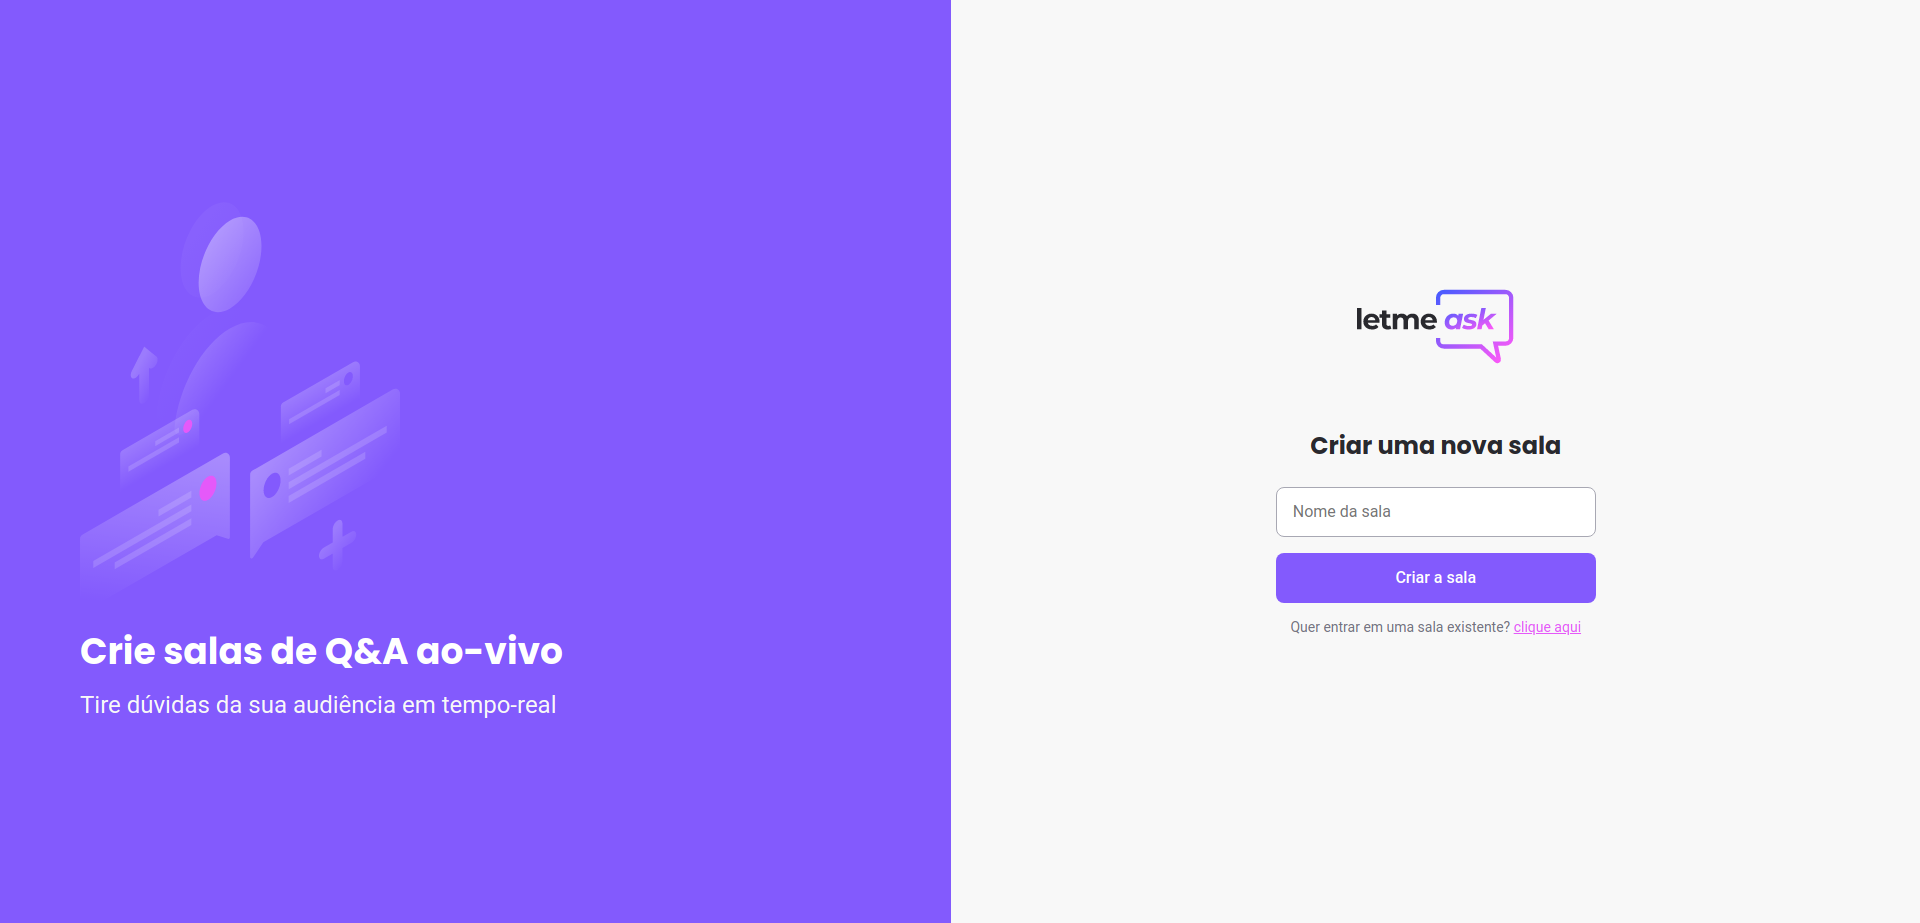 Crie salas de Q&A ao-vivo
Tire dúvidas da sua audiência em tempo-real
letme ask
Criar uma nova sala
Nome da sala
Criar a sala
Quer entrar em uma sala existente? clique aqui